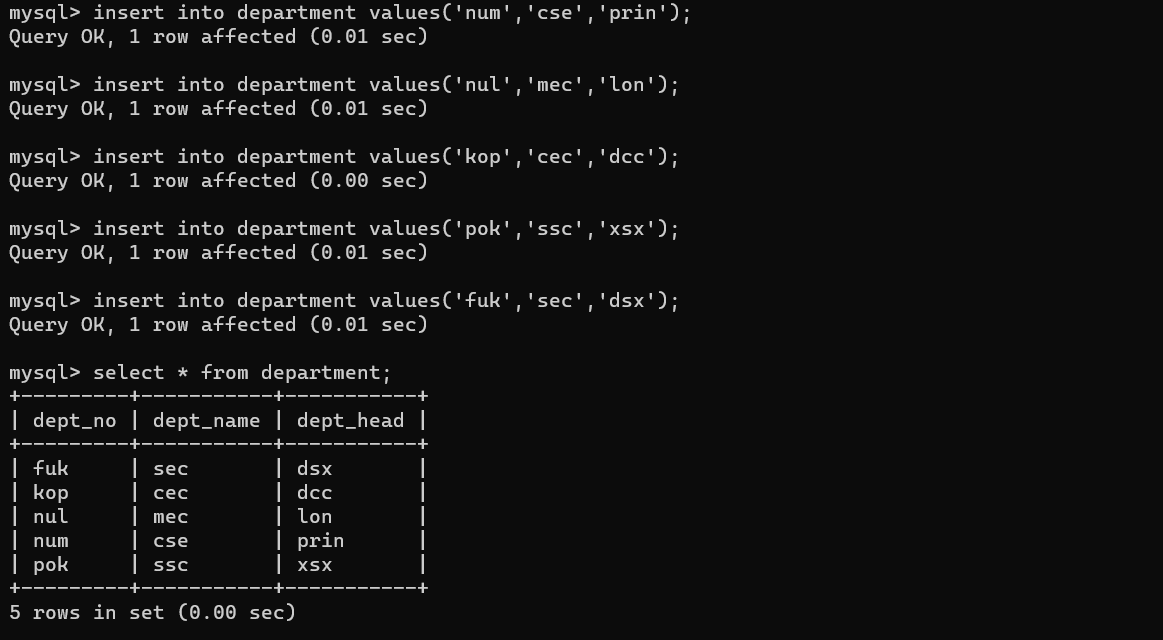 mysql> insert into department values('num','cse','prin');
Query OK, 1 row affected (0.01 sec)
mysql> insert into department values('nul','mec','lon');
Query OK, 1 row affected (0.01 sec)
mysql> insert into department values('kop','cec','dcc');
Query OK, 1 row affected (0.00 sec)
mysql> insert into department values('pok','ssc','xsx');
Query OK, 1 row affected (0.01 sec)
mysql> insert into department values('fuk','sec','dsx');
Query OK, 1 row affected (0.01 sec)
mysql> select * from department;
+---------+-----------+-----------+
| dept_no | dept_name | dept_head |
+---------+-----------+-----------+
| fuk     | sec       | dsx       |
| kop     | cec       | dcc       |
| nul     | mec       | lon       |
| num     | cse       | prin      |
| pok     | ssc       | xsx       |
+---------+-----------+-----------+
5 rows in set (0.00 sec)